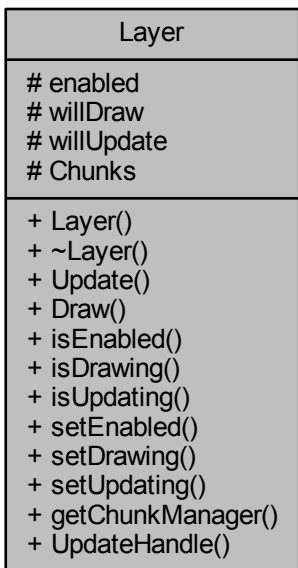 Layer
# enabled
# willDraw
# willUpdate
# Chunks
+ Layer()
+ ~Layer()
+ Update()
+ Draw()
+ isEnabled()
+ isDrawing()
+ isUpdating()
+ setEnabled()
+ setDrawing()
+ setUpdating()
+ getChunkManager()
+ UpdateHandle()